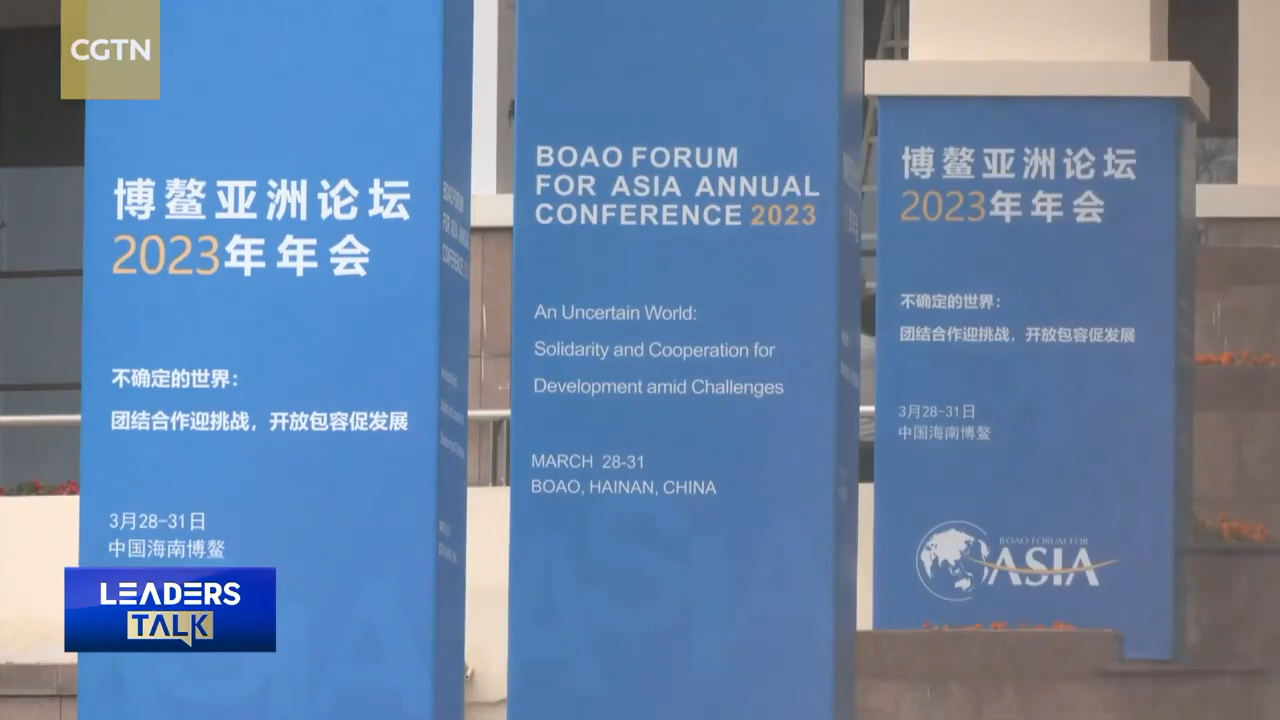 CGTN
博鳌亚洲论坛
2023年年会
不确定的世界：
团结合作迎挑战，开放包容促发展
3月28-31日
中国海南博鳌
BOAO FORUM
FOR ASIA ANNUAL
CONFERENCE 2023
An Uncertain World:
Solidarity and Cooperation for
Development amid Challenges
MARCH 28-31
BOAO, HAINAN, CHINA
博鳌亚洲论坛
2023年年会
不确定的世界：
团结合作迎挑战，开放包容促发展
3月28-31日
中国海南博鳌
BOAO FORUM FOR
ASIA
LEADERS
TALK